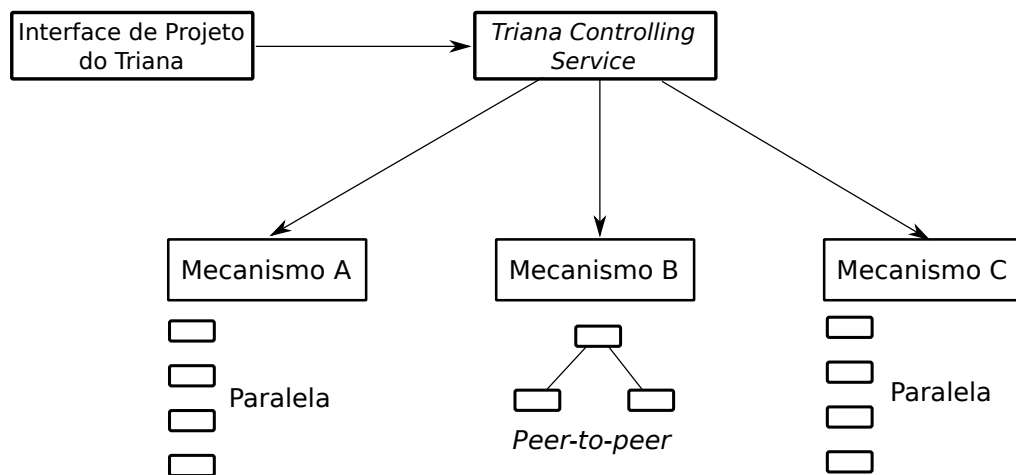 Interface de Projeto
do Triana
Triana Controlling
Service
Mecanismo A
Mecanismo B
Mecanismo C
Paralela
Peer-to-peer
Paralela